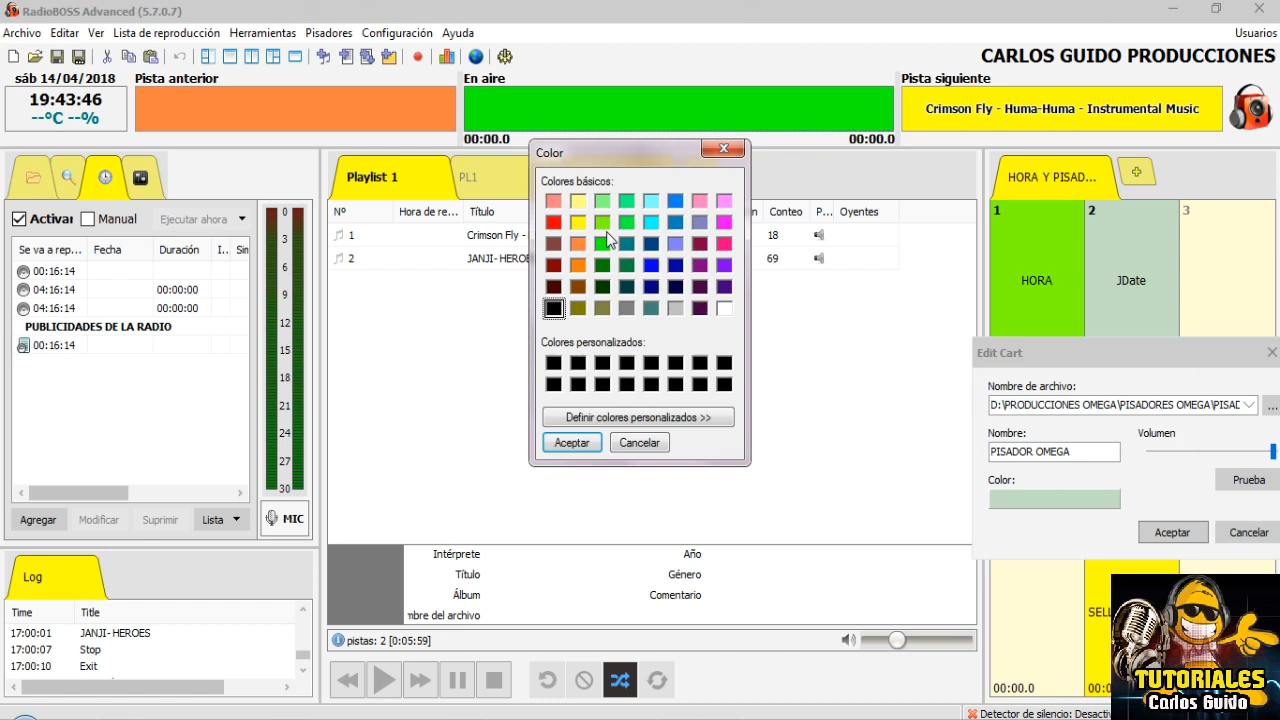 RadioBOSS Advanced (5.7.0.7)
Archivo Editar Ver Lista de reproducción Herramientas Pisadores Configuración Ayuda Usuarios
CARLOS GUIDO PRODUCCIONES
sáb 14/04/2018 Pista anterior En aire Pista siguiente
19:43:46
--°C --%
Crimson Fly - Huma-Huma - Instrumental Music
00:00.0 00:00.0
Playlist 1 PL1
HORA Y PISAD...
Activar Manual Ejecutar ahora
Se va a rep... Fecha Duración I... Sin
00:16:14
02:16:14 00:00:00
04:16:14 00:00:00
PUBLICIDADES DE LA RADIO
00:16:14
Agregar Modificar Suprimir Lista
0
3
6
9
12
15
18
21
24
27
30
MIC
Nº Hora de re... Título Conteo P... Oyentes
1 Crimson Fly - 18
2 JANJI-HEROE 69
Color
Colores básicos:
Colores personalizados:
Definir colores personalizados >>
Aceptar Cancelar
1 2 3
HORA JDate
Edit Cart
Nombre de archivo:
D:\PRODUCCIONES OMEGA\PISADORES OMEGA\PISAD
Nombre: Volumen
PISADOR OMEGA
Color: Prueba
Aceptar Cancelar
SELL
00:00.0 00:0
Log
Time Title
17:00:01 JANJI-HEROES
17:00:07 Stop
17:00:10 Exit
Intérprete Año
Título Género
Álbum Comentario
mbre del archivo
pistas: 2 [0:05:59]
Detector de silencio: Desactiv
TUTORIALES
Carlos Guido